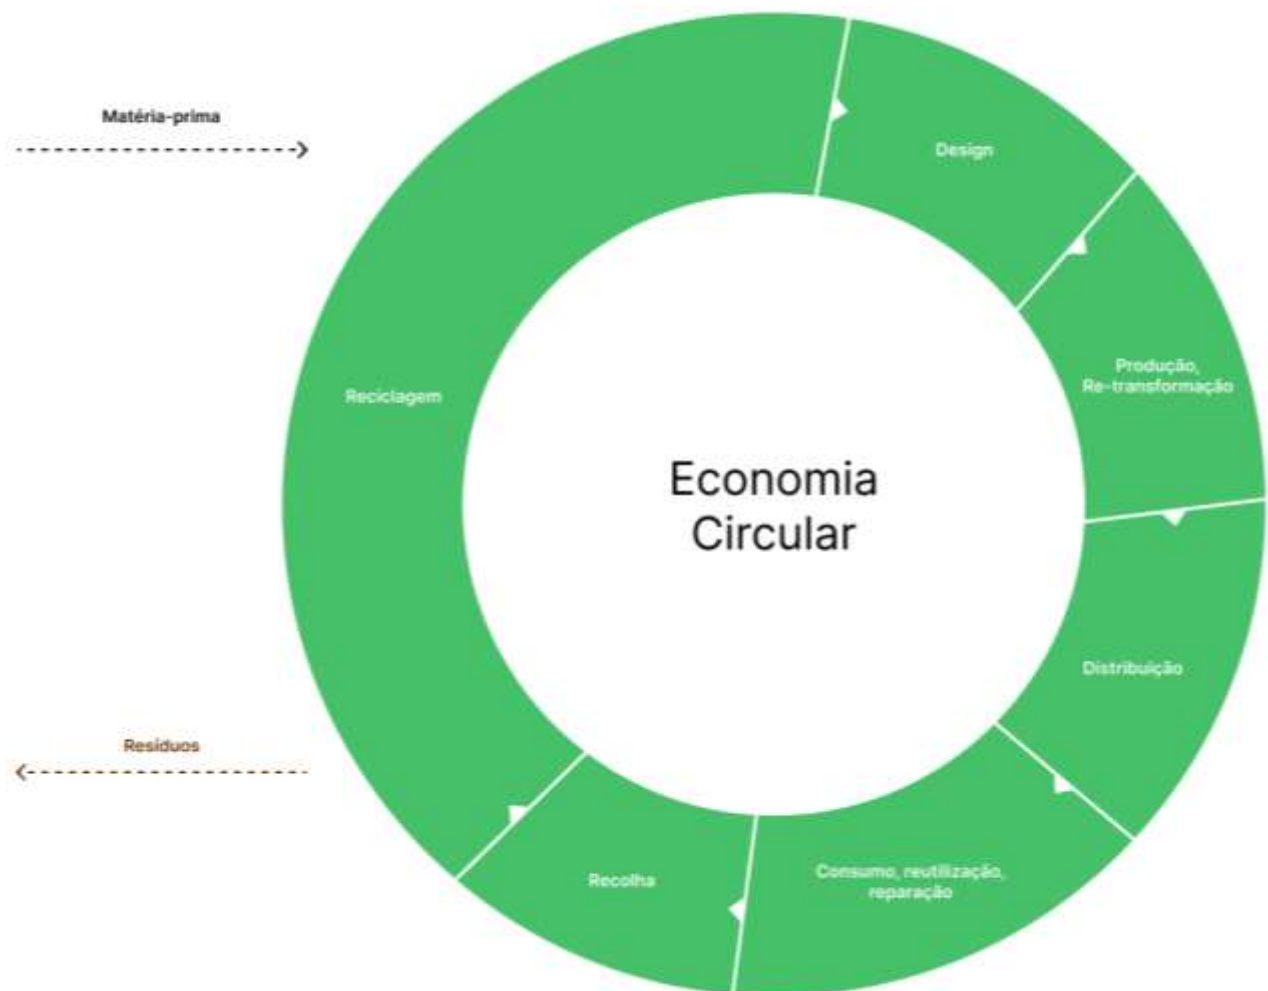 Matéria-prima
Design
Produção,
Re-transformação
Reciclagem
Economia
Circular
Distribuição
Resíduos
Consumo, reutilização,
reparação
Recolha